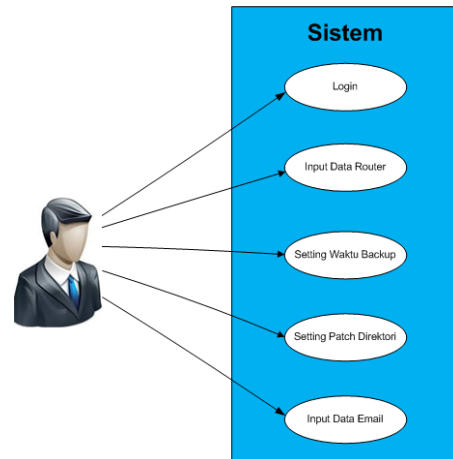 Sistem
Login
Input Data Router
Setting Waktu Backup
Setting Patch Direktori
Input Data Email